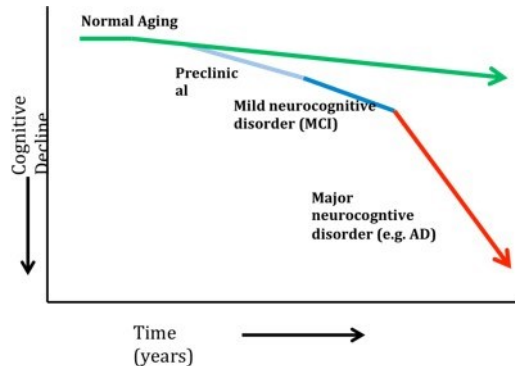 Normal Aging
Preclinic
al
Mild neurocognitive
disorder (MCI)
Cognitive
Decline
Major
neurocogntive
disorder (e.g. AD)
Time
(years)